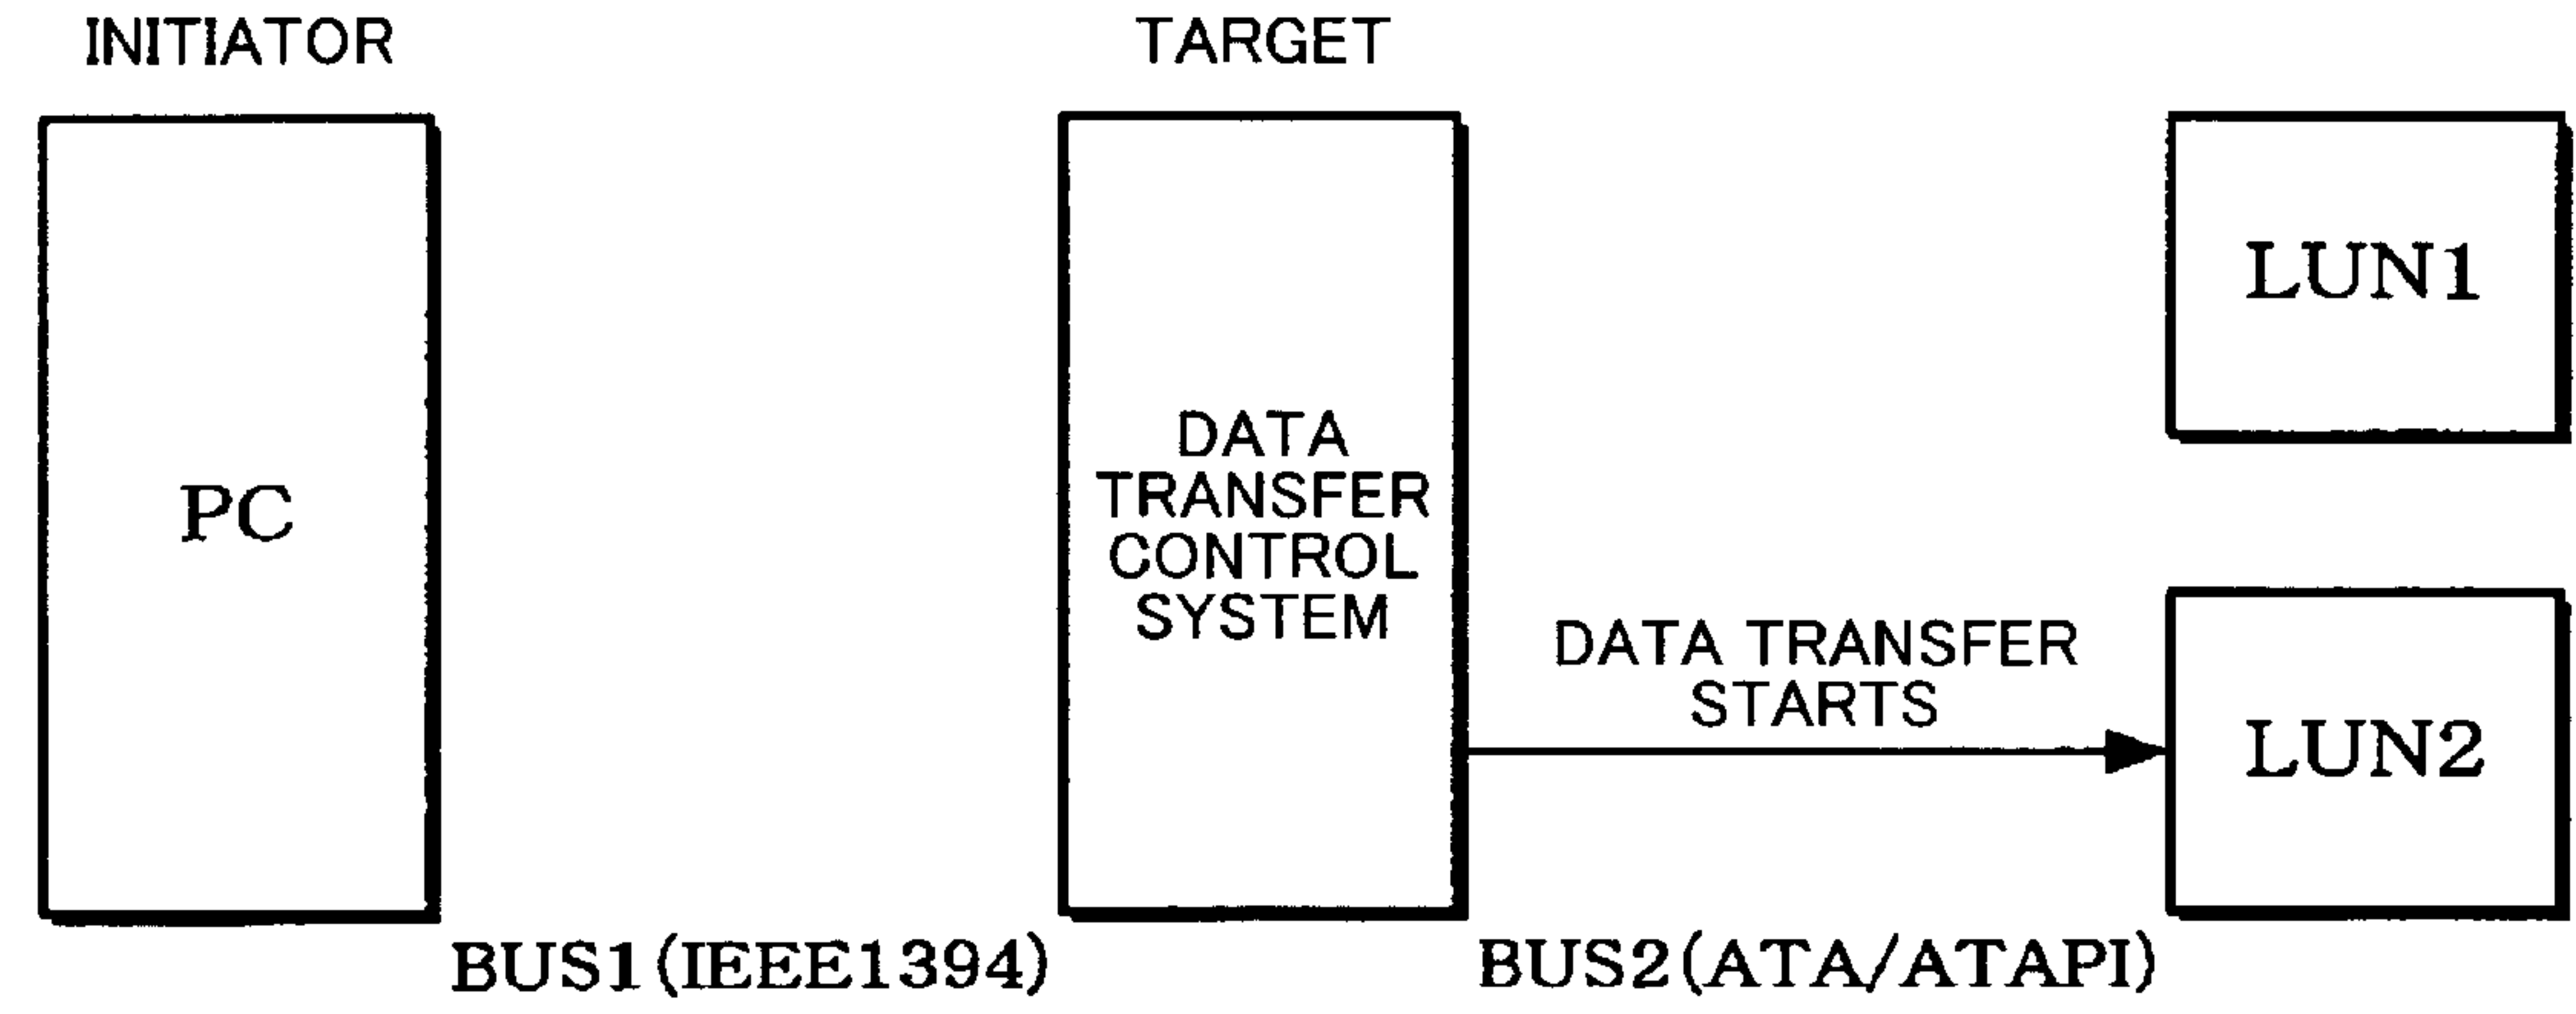 INITIATOR
TARGET
PC
DATA
TRANSFER
CONTROL
SYSTEM
LUN1
DATA TRANSFER
STARTS
LUN2
BUS1(IEEE1394)
BUS2(ATA/ATAPI)